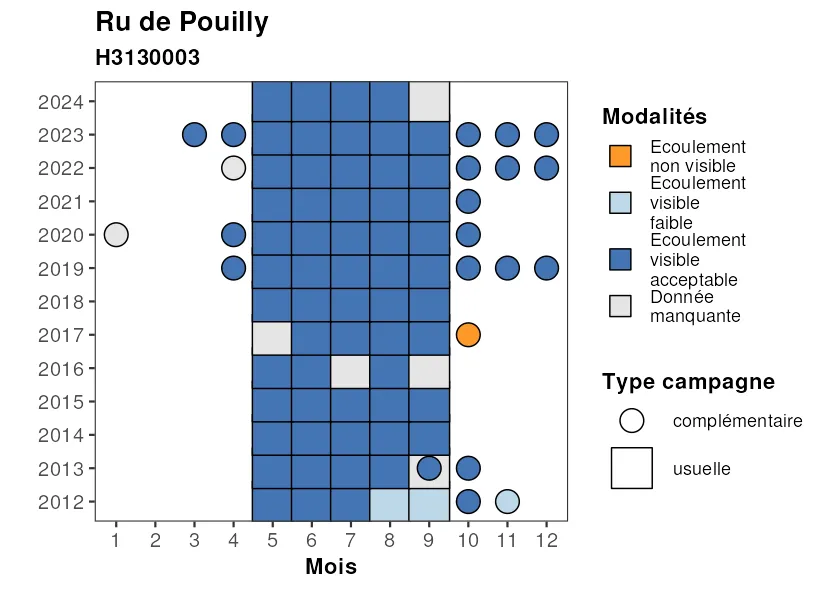 Ru de Pouilly
H3130003
2024
2023
2022
2021
2020
2019
2018
2017
2016
2015
2014
2013
2012
1 2 3 4 5 6 7 8 9 10 11 12
Mois
Modalités
Ecoulement
non visible
Ecoulement
visible
faible
Ecoulement
visible
acceptable
Donnée
manquante
Type campagne
complémentaire
usuelle